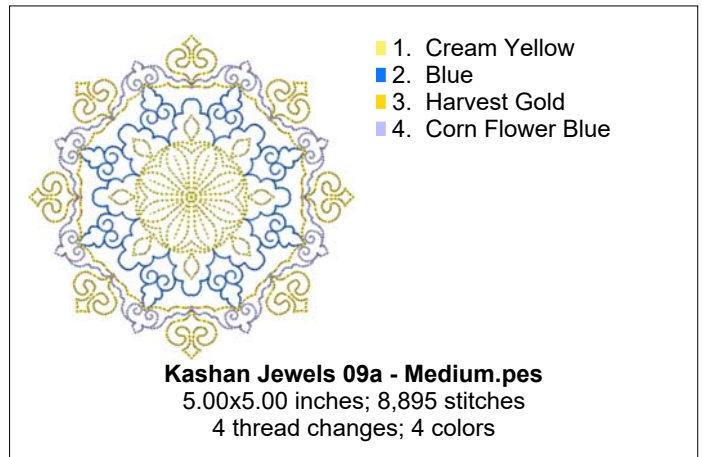 1. Cream Yellow
2. Blue
3. Harvest Gold
4. Corn Flower Blue
Kashan Jewels 09a - Medium.pes
5.00x5.00 inches; 8,895 stitches
4 thread changes; 4 colors